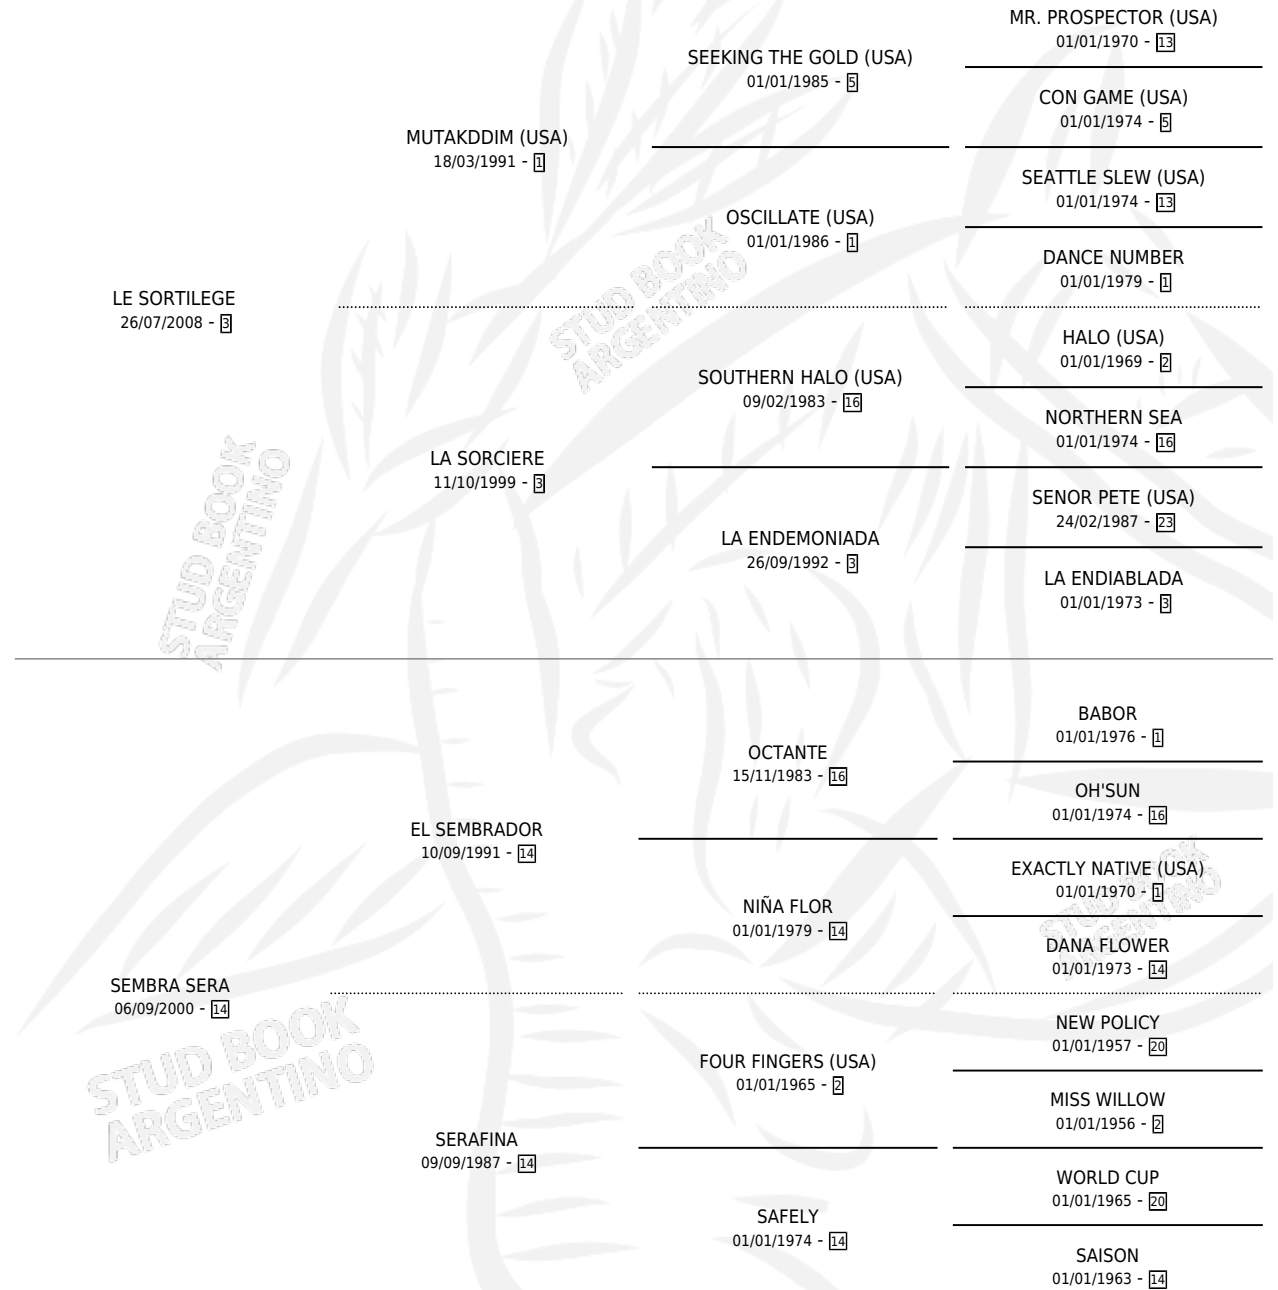 MR. PROSPECTOR (USA)
01/01/1970 - 13
SEEKING THE GOLD (USA)
01/01/1985 - 5
CON GAME (USA)
01/01/1974 - 5
MUTAKDDIM (USA)
18/03/1991 - 1
SEATTLE SLEW (USA)
01/01/1974 - 13
OSCILLATE (USA)
01/01/1986 - 1
DANCE NUMBER
01/01/1979 - 1
LE SORTILEGE
26/07/2008 - 3
STUD BOOK
ARGENTINO
HALO (USA)
01/01/1969 - 2
SOUTHERN HALO (USA)
09/02/1983 - 16
NORTHERN SEA
01/01/1974 - 16
LA SORCIERE
11/10/1999 - 3
SENOR PETE (USA)
24/02/1987 - 23
LA ENDEMONIADA
26/09/1992 - 3
LA ENDIABLADA
01/01/1973 - 3
STUD BOOK
ARGENTINO
BABOR
01/01/1976 - 1
OCTANTE
15/11/1983 - 16
OH'SUN
01/01/1974 - 16
EL SEMBRADOR
10/09/1991 - 14
EXACTLY NATIVE (USA)
01/01/1970 - 1
NIÑA FLOR
01/01/1979 - 14
STUD BOOK
ARGENTINO
DANA FLOWER
01/01/1973 - 14
SEMBRA SERA
06/09/2000 - 14
NEW POLICY
01/01/1957 - 20
FOUR FINGERS (USA)
01/01/1965 - 2
MISS WILLOW
01/01/1956 - 2
STUD BOOK
ARGENTINO
SERAFINA
09/09/1987 - 14
WORLD CUP
01/01/1965 - 20
SAFELY
01/01/1974 - 14
SAISON
01/01/1963 - 14